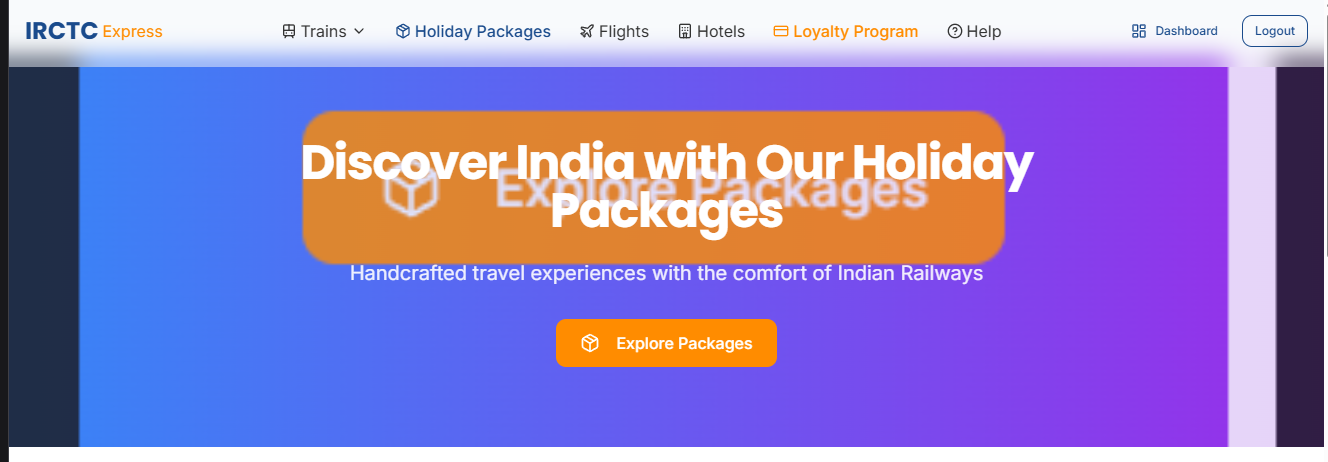 IRCTC Express Trains Holiday Packages Flights Hotels Loyalty Program Help Dashboard Logout
Discover India with Our Holiday
Explore Packages
Packages
Handcrafted travel experiences with the comfort of Indian Railways
Explore Packages